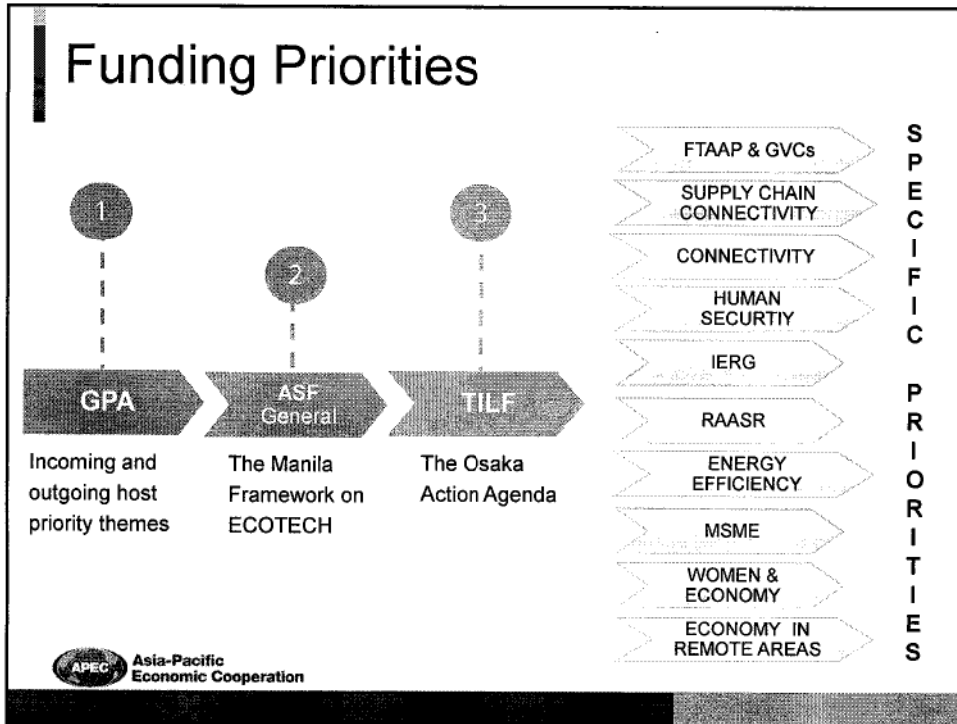 Funding Priorities
1
2
3
GPA
ASF
General
TILF
Incoming and
outgoing host
priority themes
The Manila
Framework on
ECOTECH
The Osaka
Action Agenda
FTAAP & GVCs
SUPPLY CHAIN
CONNECTIVITY
CONNECTIVITY
HUMAN
SECURTIY
IERG
RAASR
ENERGY
EFFICIENCY
MSME
WOMEN &
ECONOMY
ECONOMY IN
REMOTE AREAS
SPECIFIC PRIORITIES
APEC
Asia-Pacific
Economic Cooperation